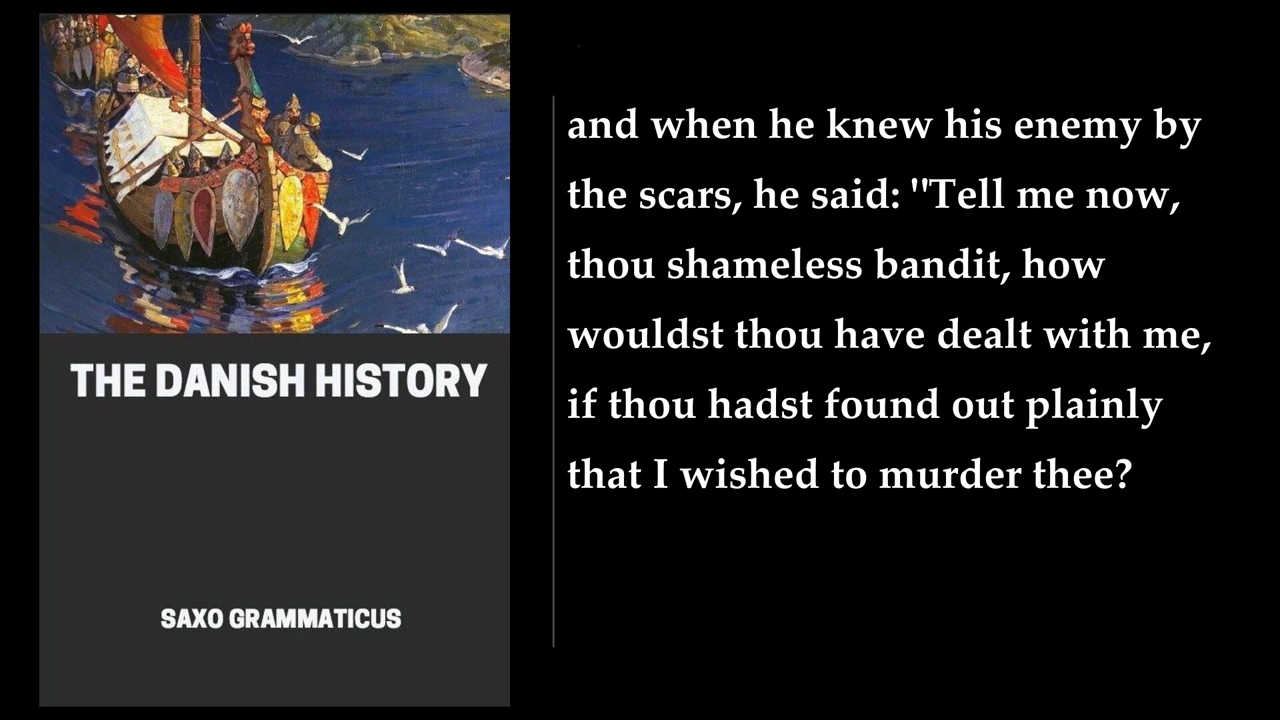 THE DANISH HISTORY
SAXO GRAMMATICUS
and when he knew his enemy by
the scars, he said: "Tell me now,
thou shameless bandit, how
wouldst thou have dealt with me,
if thou hadst found out plainly
that I wished to murder thee?